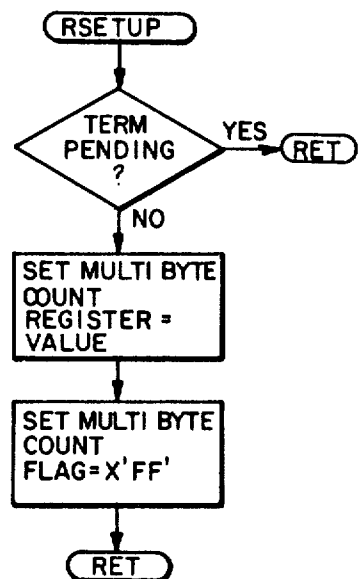 RSETUP
TERM
PENDING
?
YES
RET
NO
SET MULTI BYTE
COUNT
REGISTER =
VALUE
SET MULTI BYTE
COUNT
FLAG=X'FF'
RET